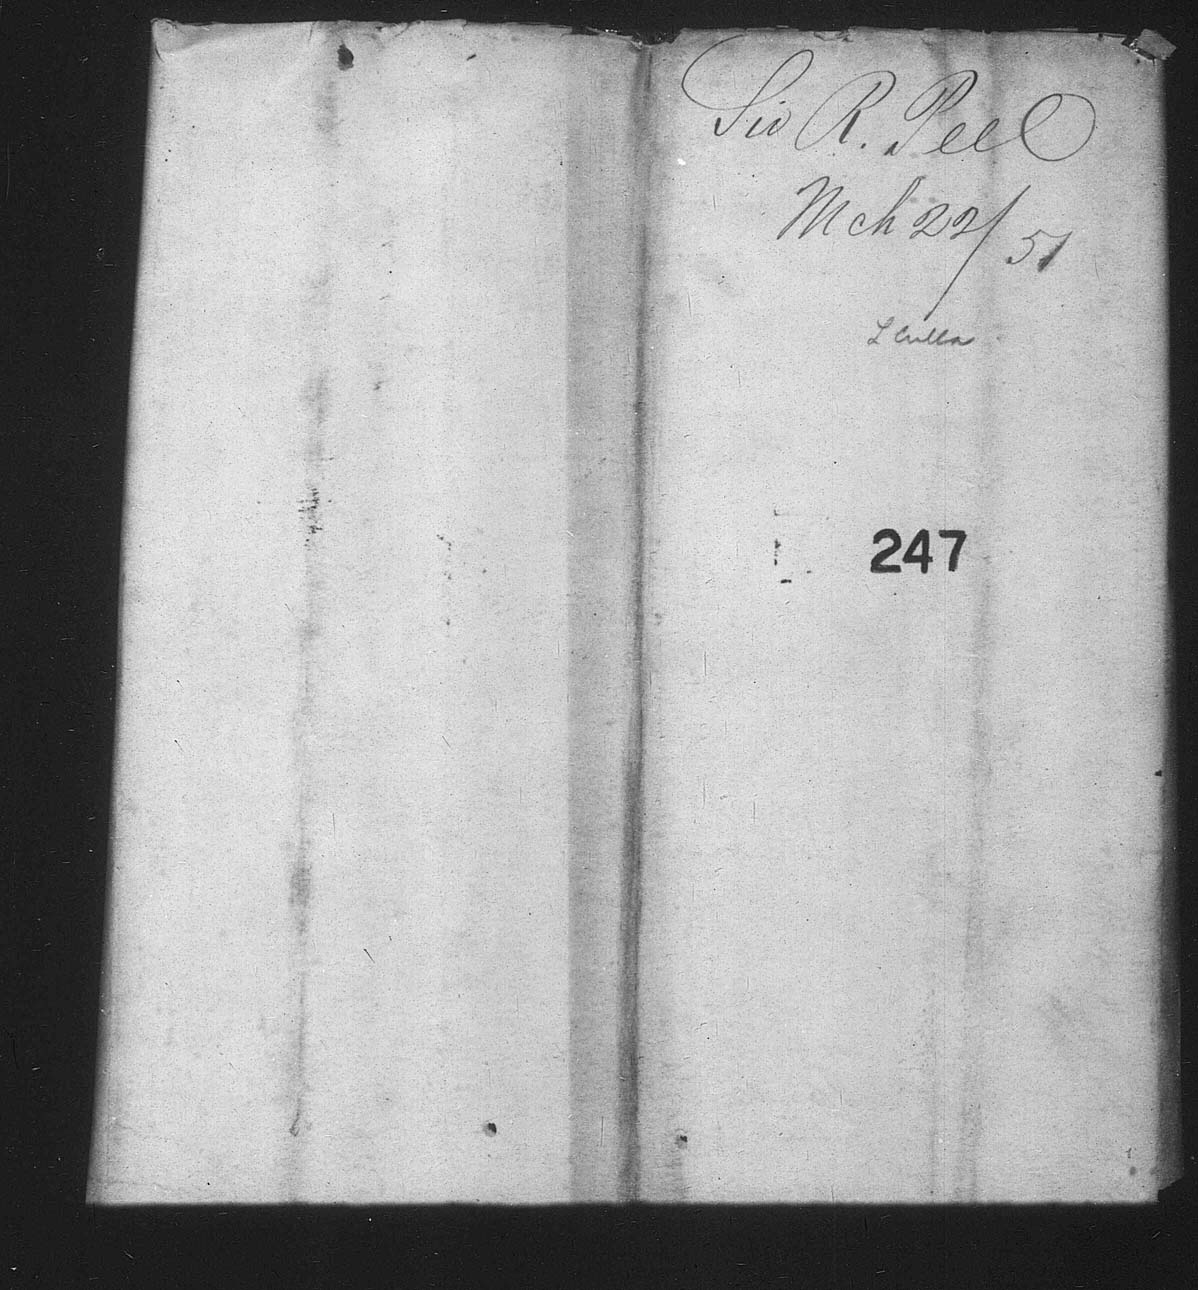 Sir R. Peel
Mch 22/51
247